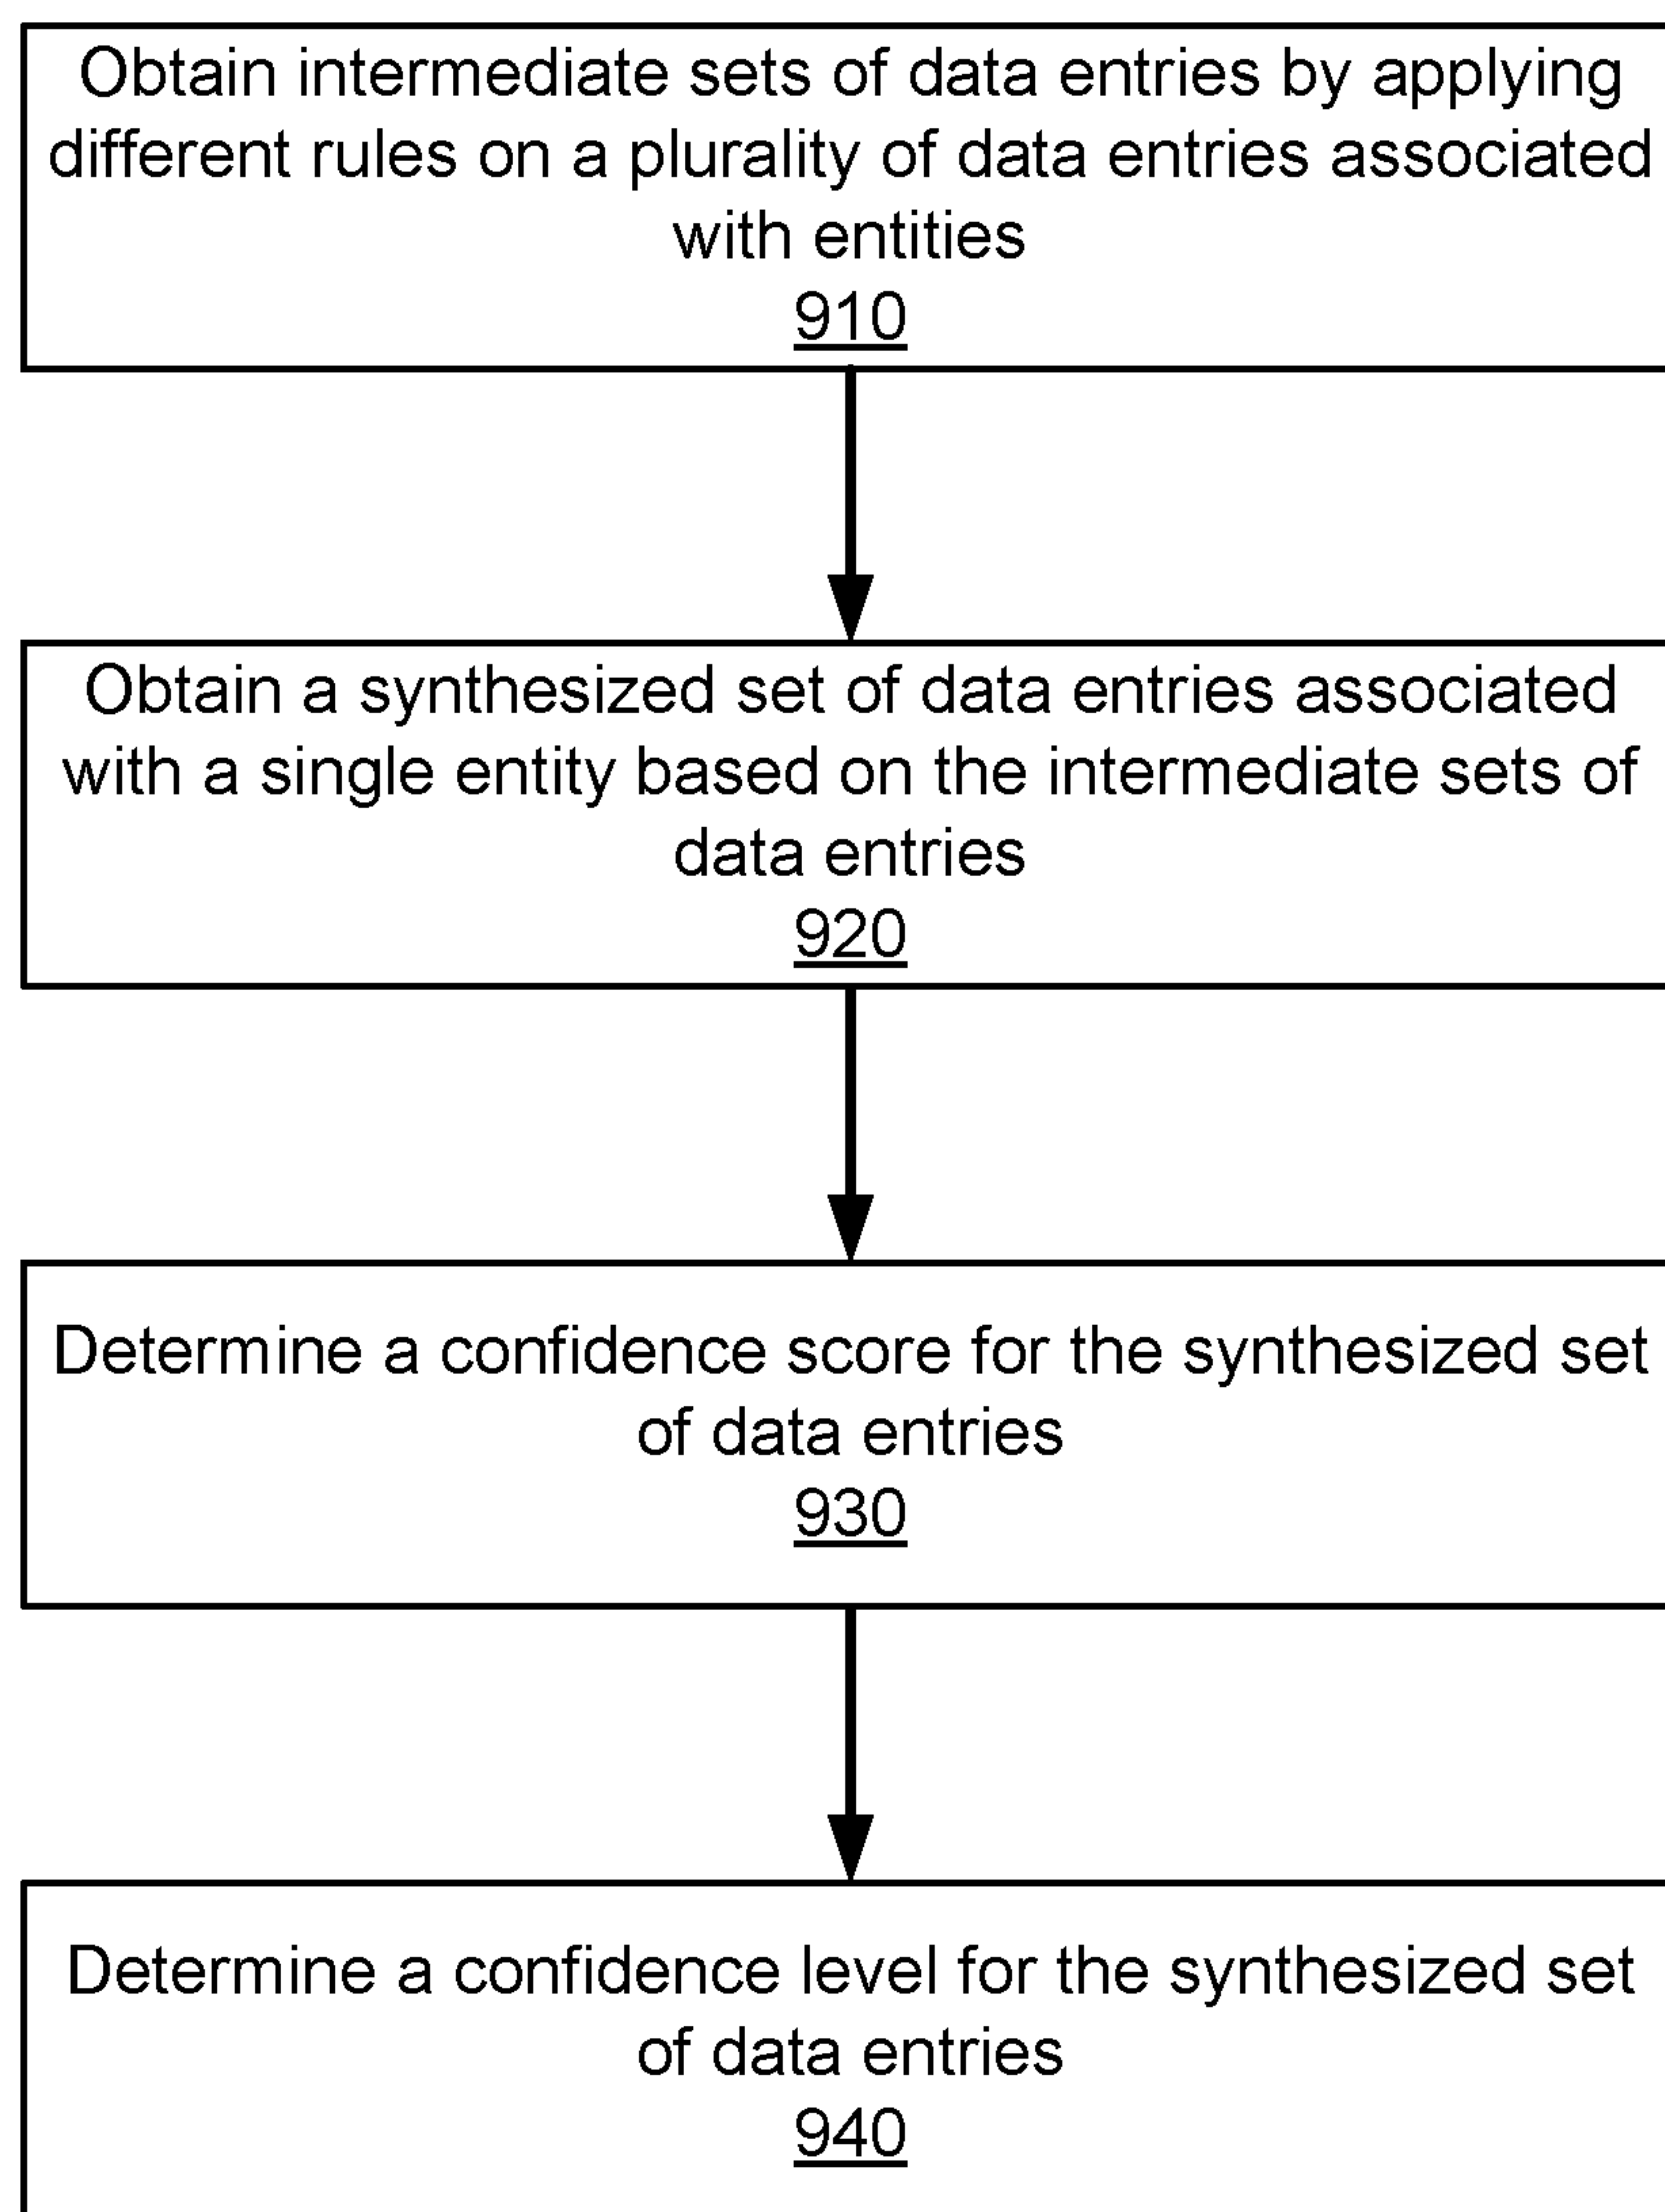 Obtain intermediate sets of data entries by applying
different rules on a plurality of data entries associated
with entities
910
Obtain a synthesized set of data entries associated
with a single entity based on the intermediate sets of
data entries
920
Determine a confidence score for the synthesized set
of data entries
930
Determine a confidence level for the synthesized set
of data entries
940